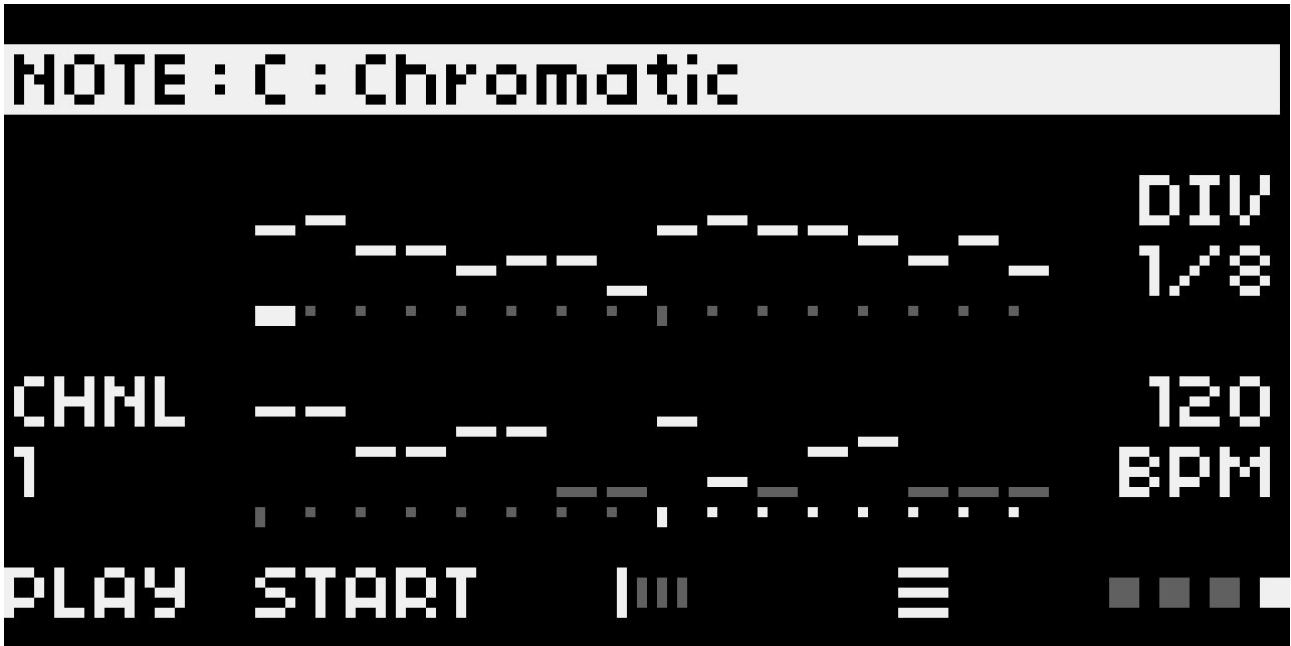 NOTE:C:Chromatic
DIV
1/8
CHNL
1
120
BPM
PLAY START